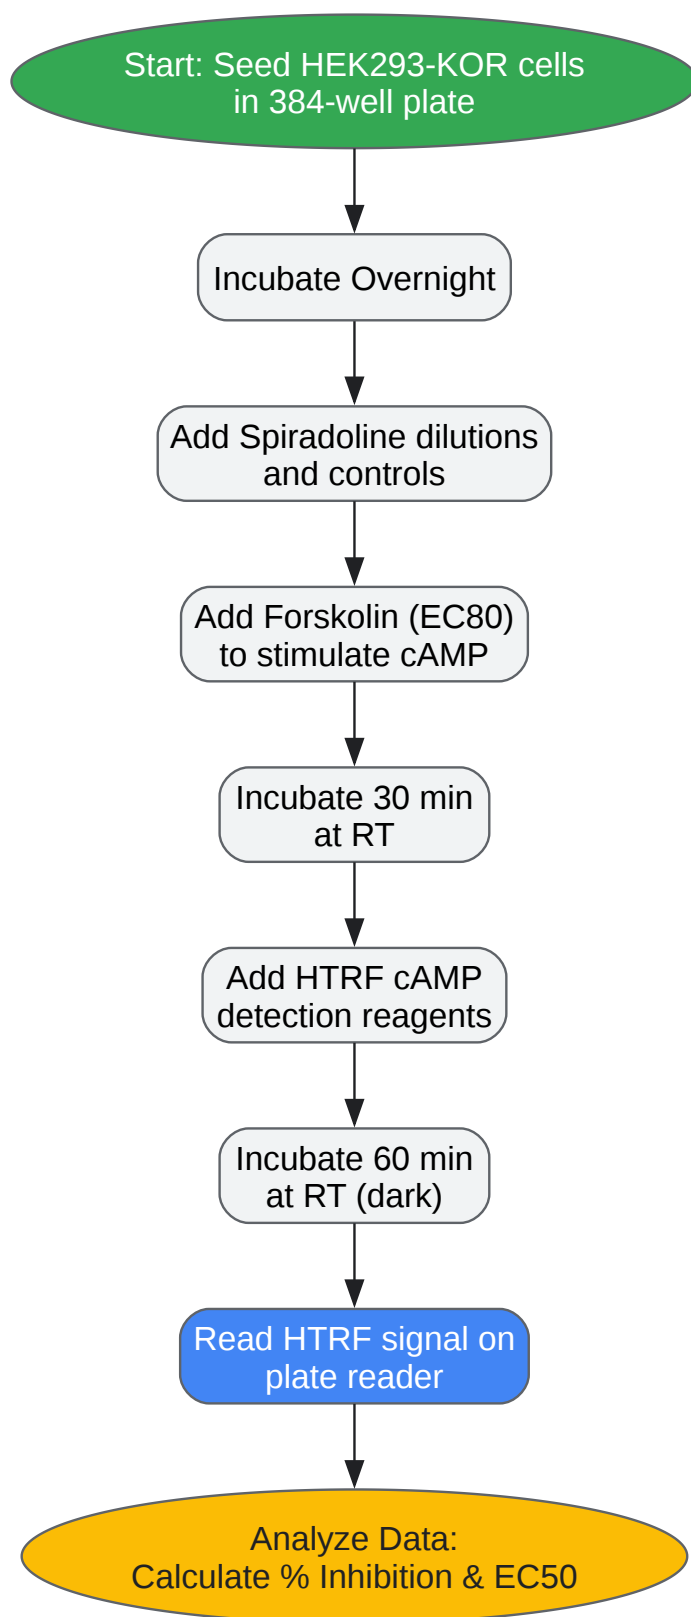 Start: Seed HEK293-KOR cells
in 384-well plate
Incubate Overnight
Add Spiradoline dilutions
and controls
Add Forskolin (EC80)
to stimulate cAMP
Incubate 30 min
at RT
Add HTRF cAMP
detection reagents
Incubate 60 min
at RT (dark)
Read HTRF signal on
plate reader
Analyze Data:
Calculate % Inhibition & EC50